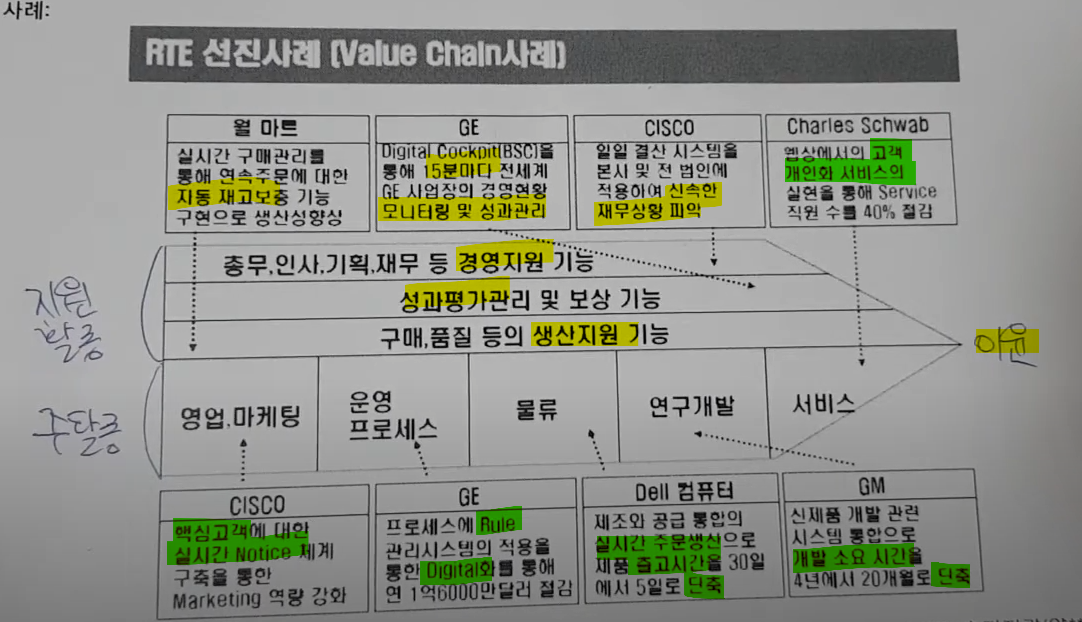 사례:
RTE 선진사례 (Value Chain사례)
월 마트
실시간 구매관리를
통해 연속주문에 대한
자동 재고보충 기능
구현으로 생산성향상
GE
Digital Cockpit(BSC)을
통해 15분마다 전세계
GE 사업장의 경영현황
모니터링 및 성과관리
CISCO
일일 결산 시스템을
본사 및 전 법인에
적용하여 신속한
재무상황 파악
Charles Schwab
웹상에서의 고객
개인화 서비스의
실현을 통해 Service
직원 수를 40% 절감
지원
활동
총무,인사,기획,재무 등 경영지원 기능
성과평가관리 및 보상 기능
구매,품질 등의 생산지원 기능
이윤
주활동
영업,마케팅
운영
프로세스
물류
연구개발
서비스
CISCO
핵심고객에 대한
실시간 Notice 체계
구축을 통한
Marketing 역량 강화
GE
프로세스에 Rule
관리시스템의 적용을
통한 Digital화를 통해
연 1억6000만달러 절감
Dell 컴퓨터
제조와 공급 통합의
실시간 주문생산으로
제품 출고시간을 30일
에서 5일로 단축
GM
신제품 개발 관련
시스템 통합으로
개발 소요 시간을
4년에서 20개월로 단축